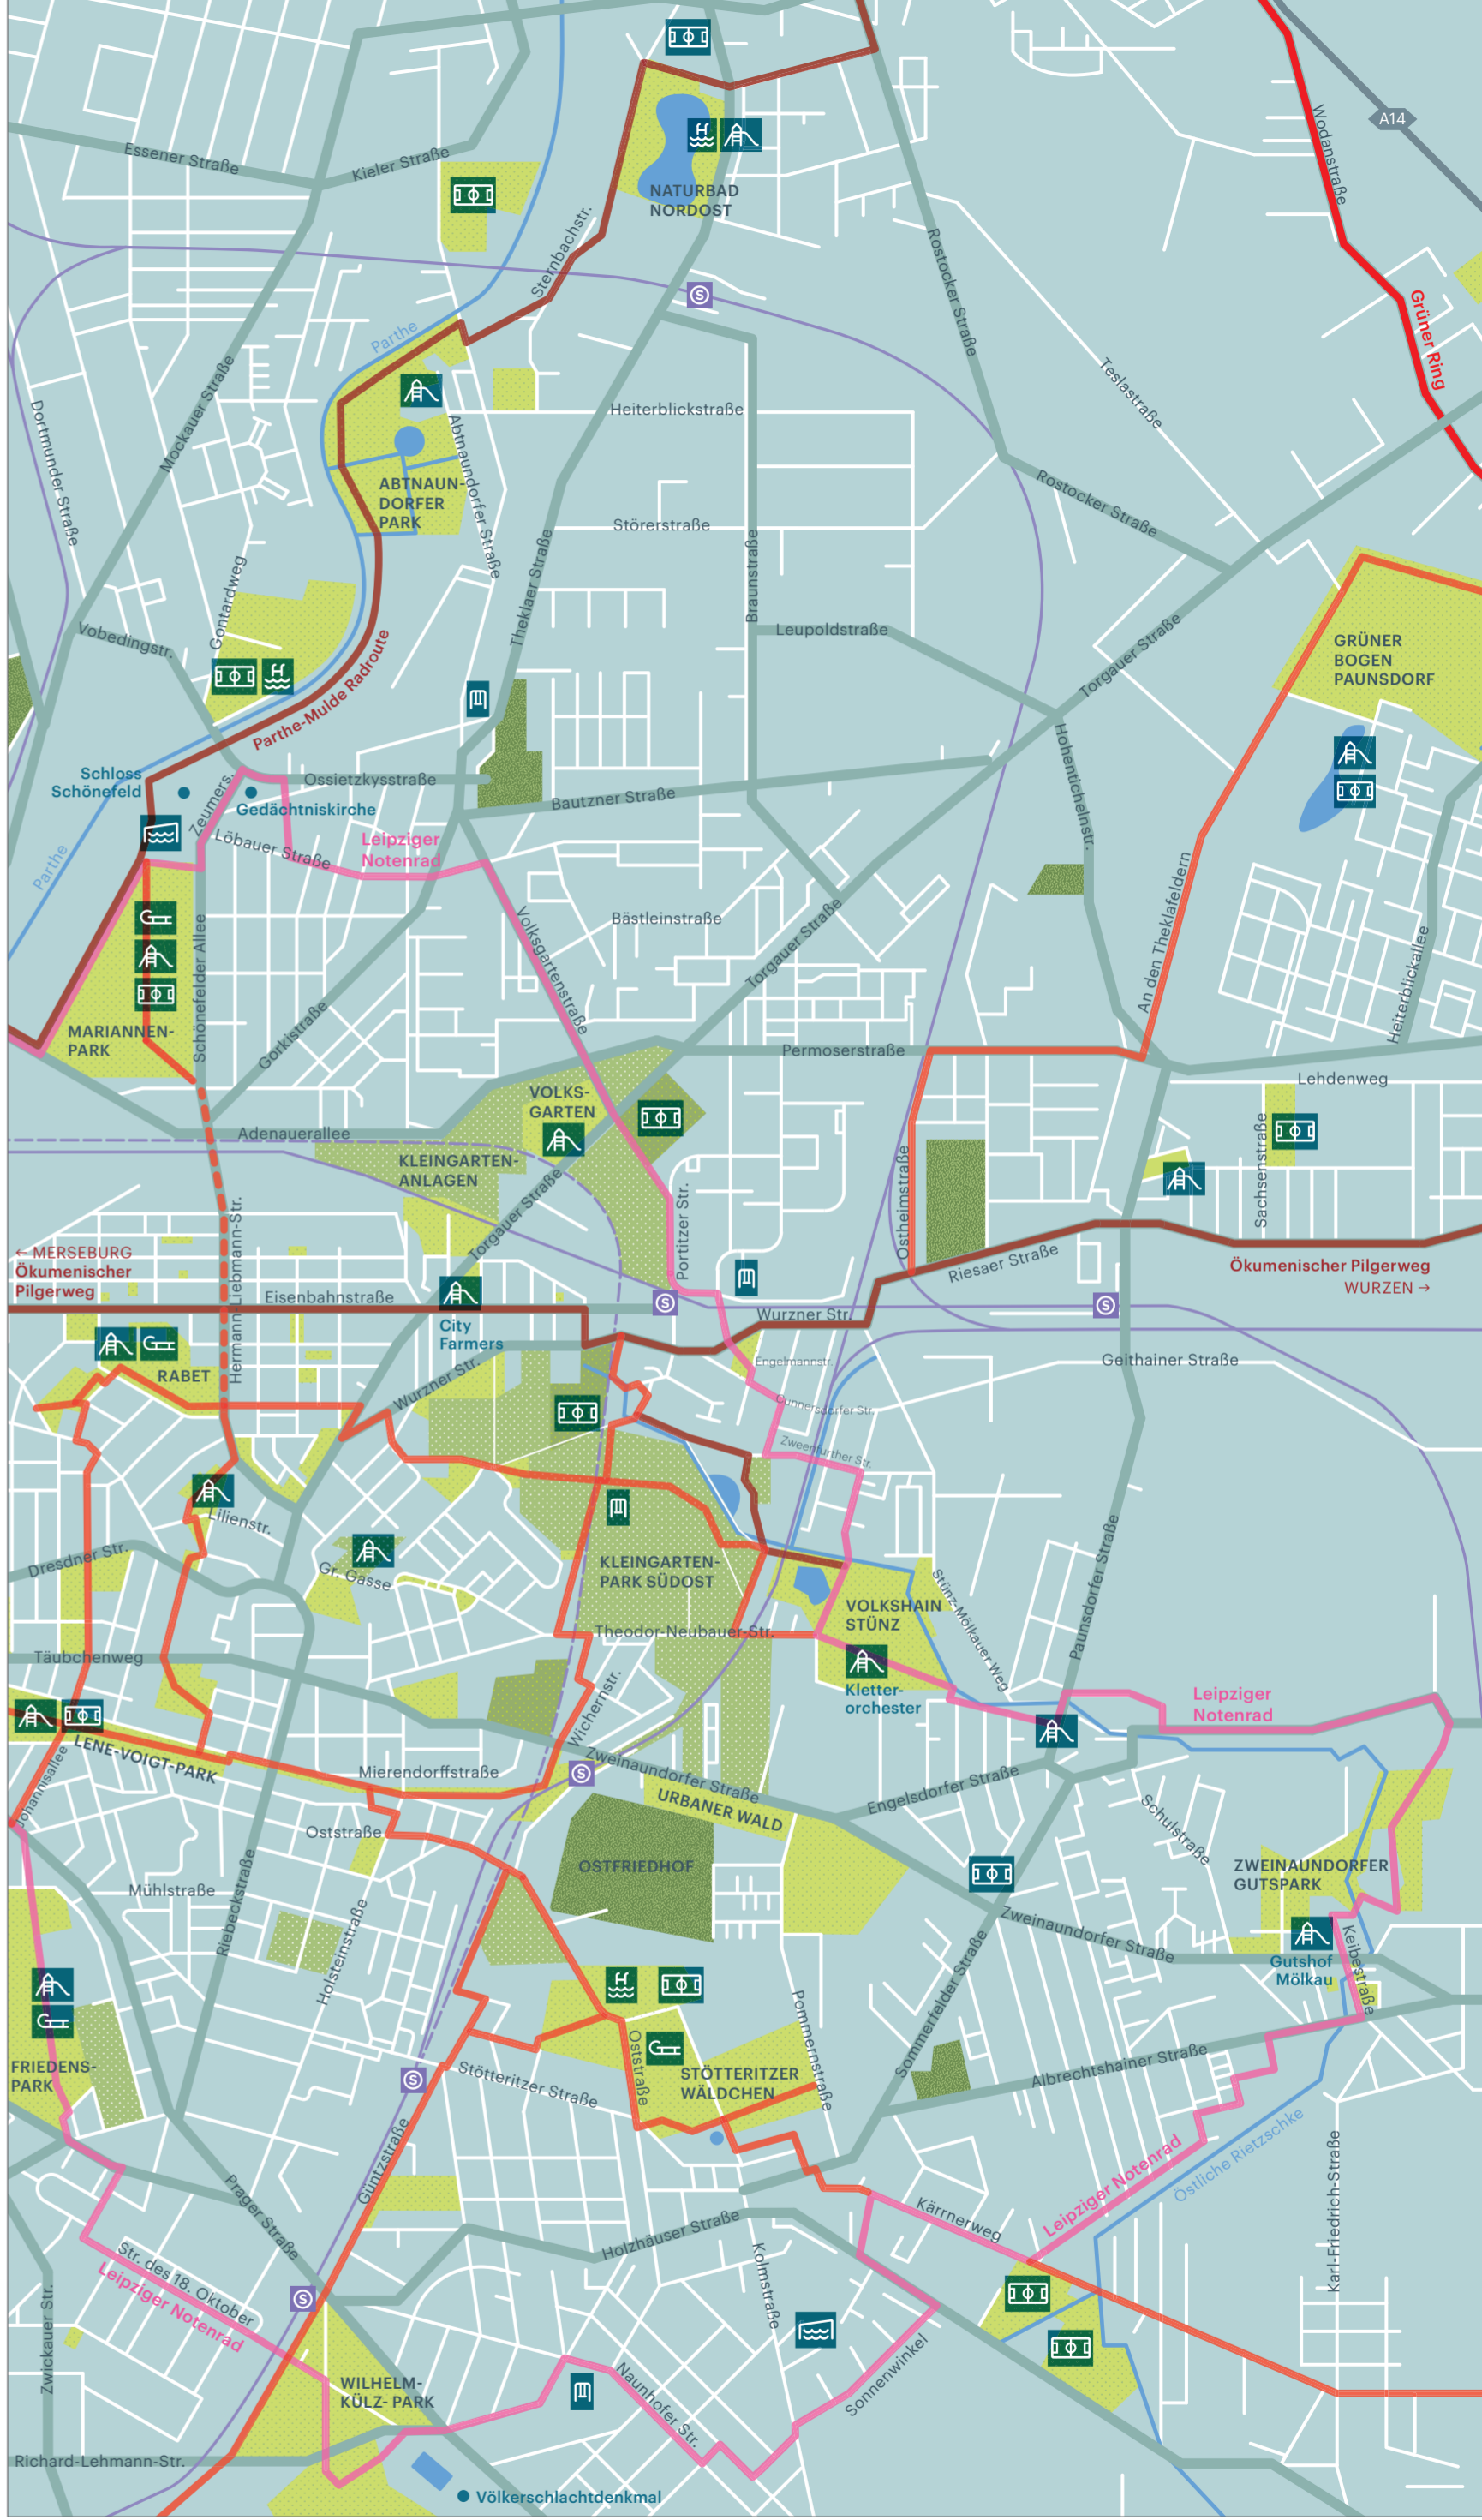 A14
Wodanstraße
Essener Straße
Kieler Straße
NATURBAD
NORDOST
Sternbachstr.
Rostocker Straße
S
Grüner Ring
Parthe
Mockauer Straße
Dortmunder Straße
Teslastraße
Heiterblickstraße
Abtnaundorfer Straße
ABTNAUN-
DORFER
PARK
Rostocker Straße
Störerstraße
Theklaer Straße
Braunstraße
Gontardweg
Vobedingstr.
Leupoldstraße
Torgauer Straße
GRÜNER
BOGEN
PAUNSDORF
Parthe-Mulde Radroute
Hohentichelnstr.
Schloss
Schönefeld
Zeumers.
Ossietzkysstraße
Gedächtniskirche
Bautzner Straße
Löbauer Straße
Leipziger
Notenrad
Parthe
An den Theklafeldern
Schönefelder Allee
Volksgartenstraße
Bästleinstraße
Torgauer Straße
Heiterblickallee
MARIANNEN-
PARK
Gorkistraße
Permoserstraße
Lehdenweg
VOLKS-
GARTEN
Adenauerallee
Sachsenstraße
KLEINGARTEN-
ANLAGEN
Ostheimstraße
Portitzer Str.
Torgauer Straße
Hermann-Liebmann-Str.
← MERSEBURG
Ökumenischer
Pilgerweg
Riesaer Straße
Ökumenischer Pilgerweg
WURZEN →
Eisenbahnstraße
S
S
Wurzner Str.
City
Farmers
Engelmannstr.
Geithainer Straße
RABET
Wurzner Str.
Cunnersdorfer Str.
Zweenfurther Str.
Lilienstr.
Dresdner Str.
Gr. Gasse
KLEINGARTEN-
PARK SÜDOST
Paunsdorfer Straße
Stünz-Mölkauer Weg
VOLKSHAIN
STÜNZ
Theodor-Neubauer-Str.
Täubchenweg
Kletter-
orchester
Leipziger
Notenrad
Wichernstr.
LENE-VOIGT-PARK
Johannisallee
Mierendorffstraße
S
Zweinaundorfer Straße
URBANER WALD
Engelsdorfer Straße
Schulstraße
Oststraße
OSTFRIEDHOF
ZWEINAUNDORFER
GUTSPARK
Mühlstraße
Riebeckstraße
Holsteinstraße
Zweinaundorfer Straße
Keibestraße
Gutshof
Mölkau
Sommerfelder Straße
Pommernstraße
Oststraße
FRIEDENS-
PARK
S
Stötteritzer Straße
STÖTTERITZER
WÄLDCHEN
Albrechtshainer Straße
Güntzstraße
Östliche Rietzschke
Leipziger Notenrad
Prager Straße
Kärrnerweg
Karl-Friedrich-Straße
Holzhäuser Straße
Kolmstraße
Str. des 18. Oktober
Leipziger Notenrad
S
Zwickauer Str.
Sonnenwinkel
WILHELM-
KÜLZ- PARK
Naunhofer Str.
Richard-Lehmann-Str.
Völkerschlachtdenkmal